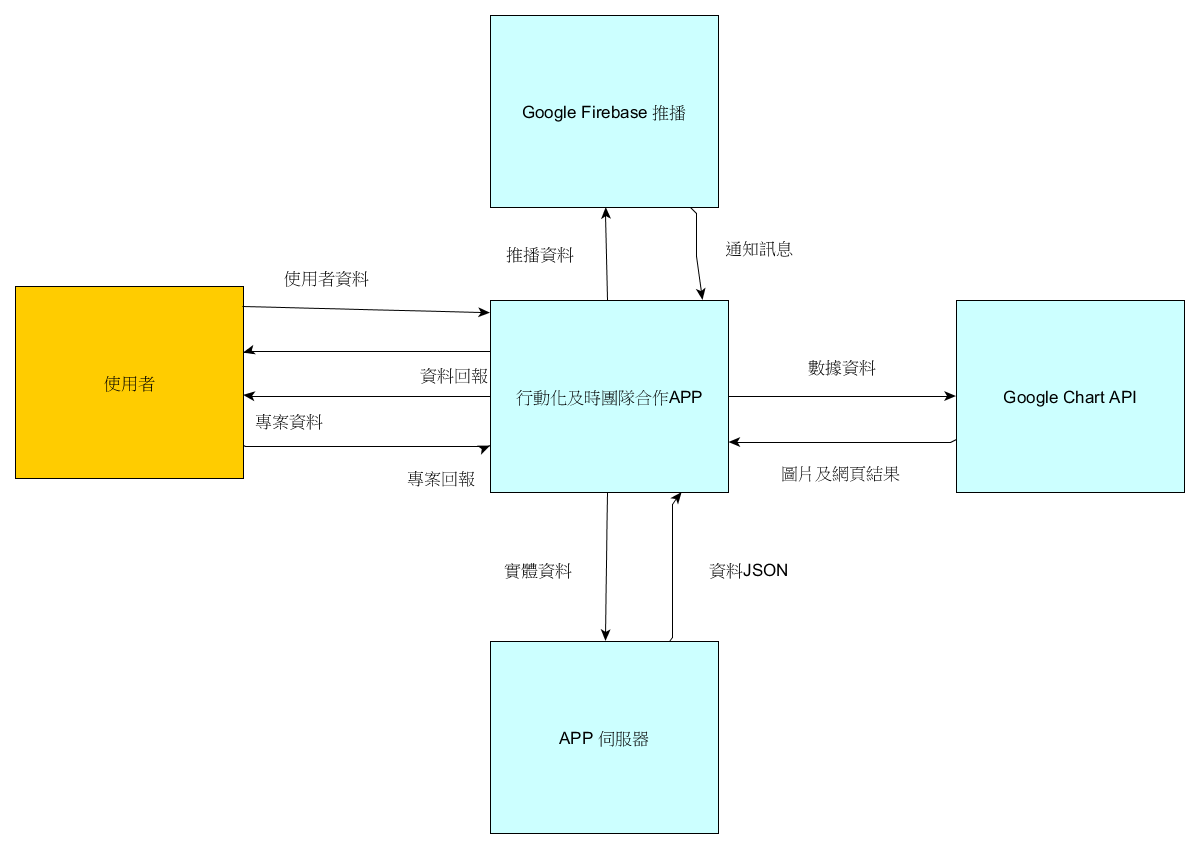 Google Firebase 推播
推播資料
通知訊息
使用者資料
使用者
資料回報
專案資料
專案回報
行動化及時團隊合作APP
數據資料
Google Chart API
圖片及網頁結果
實體資料
資料JSON
APP 伺服器